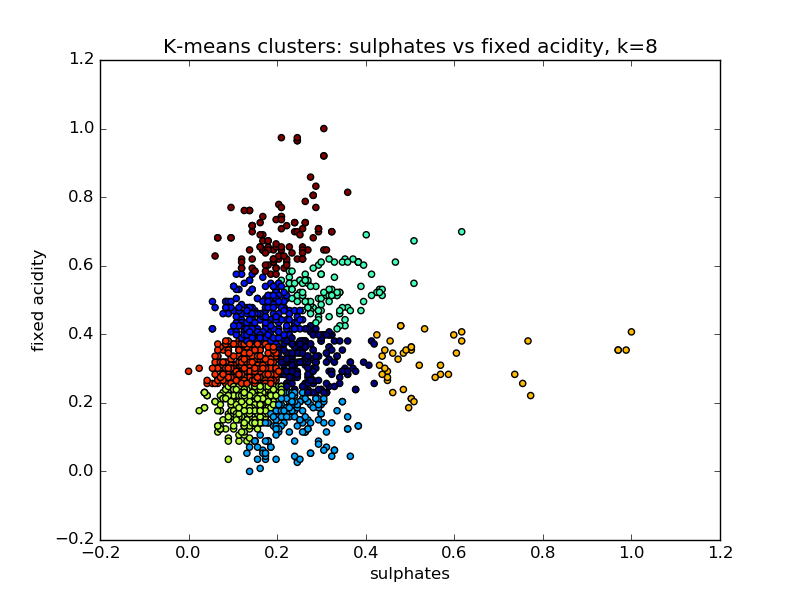 K-means clusters: sulphates vs fixed acidity, k=8
1.2
1.0
0.8
0.6
0.4
0.2
0.0
−0.2
fixed acidity
−0.2 0.0 0.2 0.4 0.6 0.8 1.0 1.2
sulphates